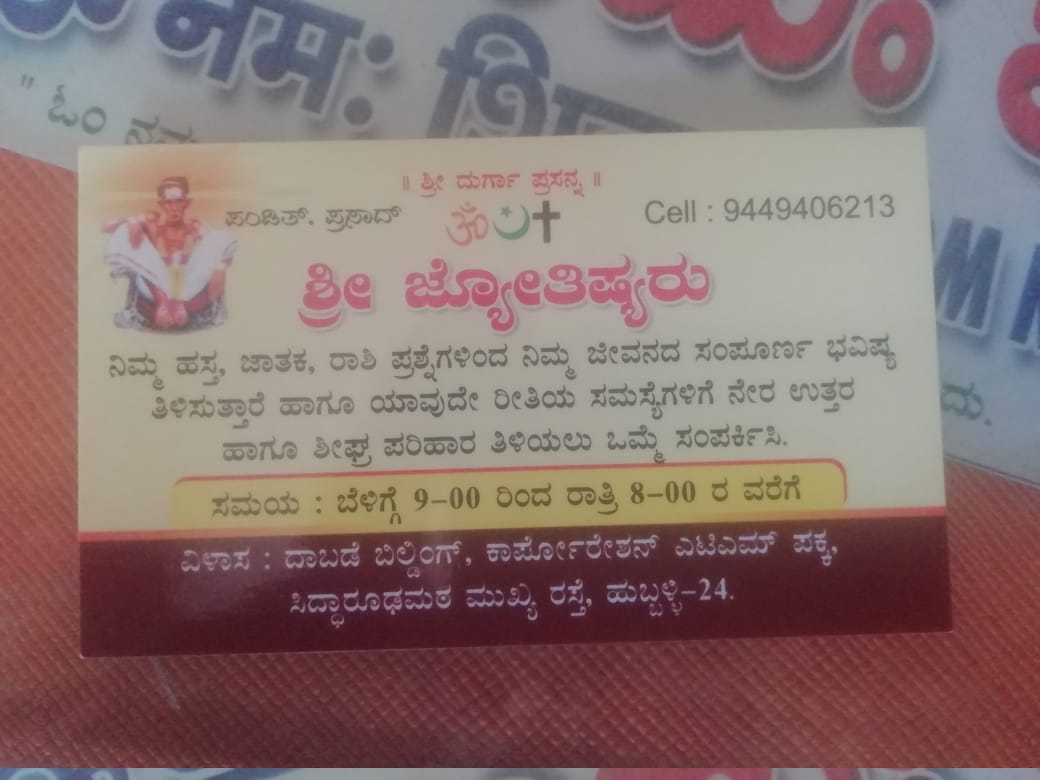 ನಮಃ
" ಓಂ
॥ ಶ್ರೀ ದುರ್ಗಾ ಪ್ರಸನ್ನ ॥
ಪಂಡಿತ್. ಪ್ರಸಾದ್
Cell : 9449406213
ಶ್ರೀ ಜ್ಯೋತಿಷ್ಯರು
ನಿಮ್ಮ ಹಸ್ತ, ಜಾತಕ, ರಾಶಿ ಪ್ರಶ್ನೆಗಳಿಂದ ನಿಮ್ಮ ಜೀವನದ ಸಂಪೂರ್ಣ ಭವಿಷ್ಯ
ತಿಳಿಸುತ್ತಾರೆ ಹಾಗೂ ಯಾವುದೇ ರೀತಿಯ ಸಮಸ್ಯೆಗಳಿಗೆ ನೇರ ಉತ್ತರ
ಹಾಗೂ ಶೀಘ್ರ ಪರಿಹಾರ ತಿಳಿಯಲು ಒಮ್ಮೆ ಸಂಪರ್ಕಿಸಿ.
ಸಮಯ : ಬೆಳಿಗ್ಗೆ 9-00 ರಿಂದ ರಾತ್ರಿ 8-00 ರ ವರೆಗೆ
ವಿಳಾಸ : ದಾಬಡೆ ಬಿಲ್ಡಿಂಗ್, ಕಾರ್ಪೋರೇಶನ್ ಎಟಿಎಮ್ ಪಕ್ಕ,
ಸಿದ್ಧಾರೂಢಮಠ ಮುಖ್ಯ ರಸ್ತೆ, ಹುಬ್ಬಳ್ಳಿ-24.